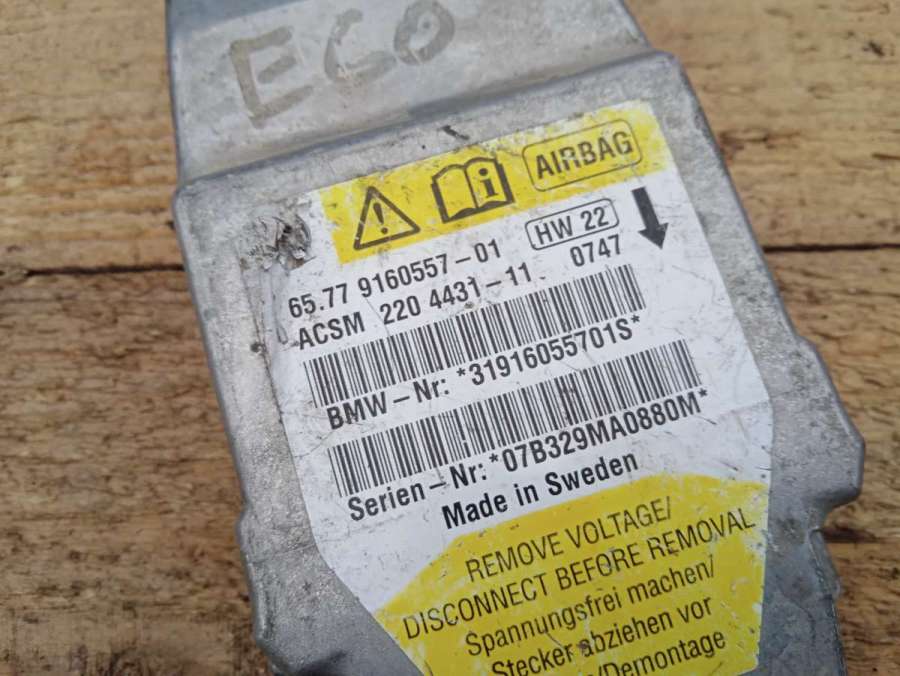 E60
AIRBAG
65.77 9160557-01 HW 22
ACSM 220 4431-11 0747
BMW-Nr: *31916055701S*
Serien-Nr: *07B329MA0880M*
Made in Sweden
REMOVE VOLTAGE/
DISCONNECT BEFORE REMOVAL
Spannungsfrei machen/
Stecker abziehen vor
/Demontage